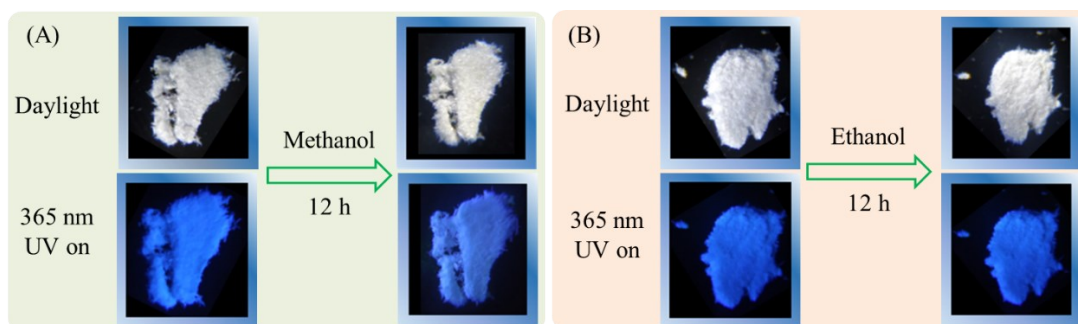 (A)
Daylight
Methanol
12 h
365 nm
UV on
(B)
Daylight
Ethanol
12 h
365 nm
UV on